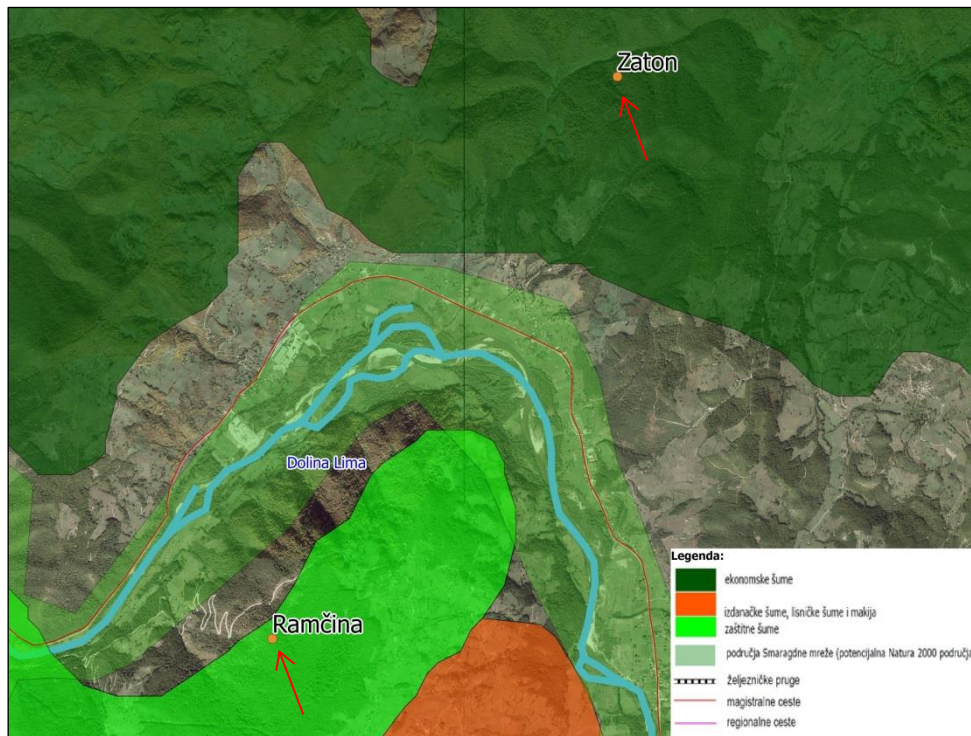 Zaton
Dolina Lima
Ramčina
Legenda:
ekonomske šume
izdanačke šume, lisničke šume i makija
zaštitne šume
područja Smaragdne mreže (potencijalna Natura 2000 područja
željezničke pruge
magistralne ceste
regionalne ceste